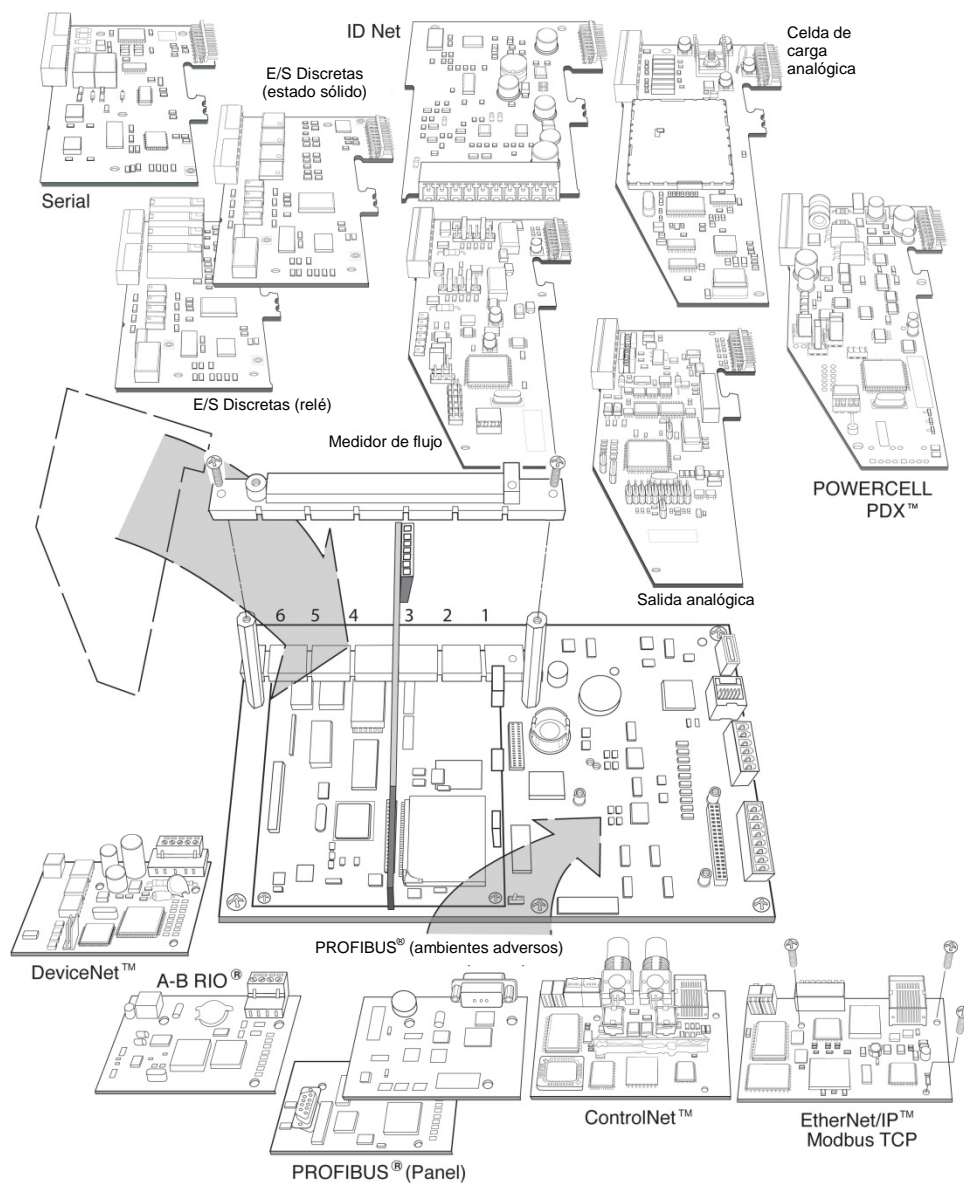 ID Net
Celda de
carga
analógica
E/S Discretas
(estado sólido)
Serial
E/S Discretas (relé)
Medidor de flujo
POWERCELL
PDX™
Salida analógica
6 5 4 3 2 1
PROFIBUS® (ambientes adversos)
DeviceNet™
A-B RIO®
ControlNet™
EtherNet/IP™
Modbus TCP
PROFIBUS® (Panel)